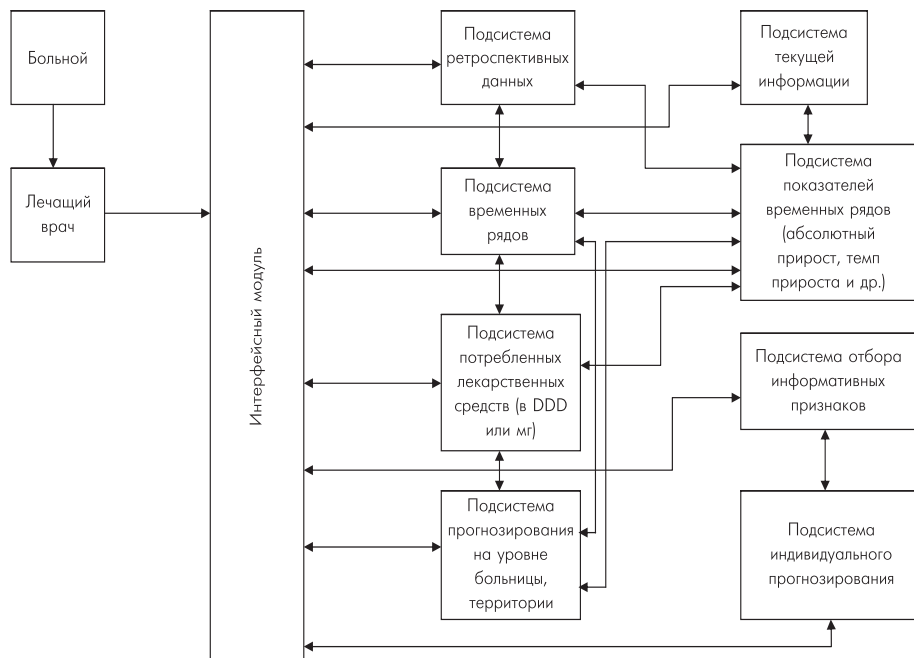 Больной
Лечащий
врач
Интерфейсный модуль
Подсистема
ретроспективных
данных
Подсистема
временных
рядов
Подсистема
потребленных
лекарственных
средств (в DDD
или мг)
Подсистема
прогнозирования
на уровне
больницы,
территории
Подсистема
текущей
информации
Подсистема
показателей
временных рядов
(абсолютный
прирост, темп
прироста и др.)
Подсистема отбора
информативных
признаков
Подсистема
индивидуального
прогнозирования